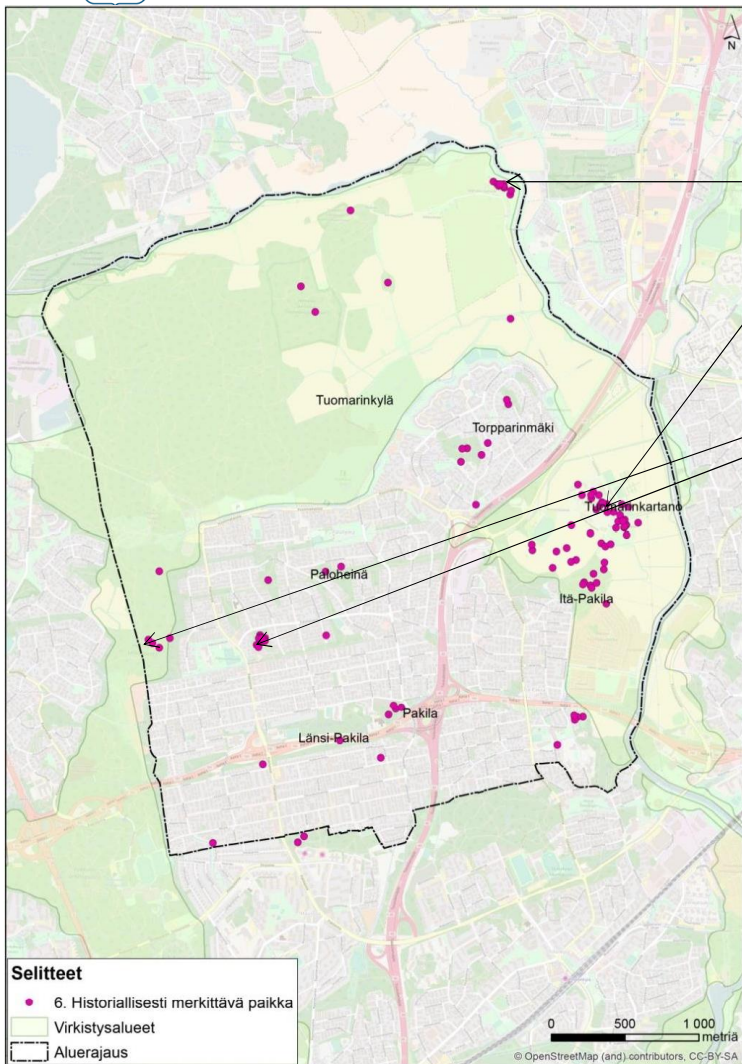 N
Tuomarinkylä
Torpparinmäki
Tuomarinkartano
Paloheinä
Itä-Pakila
Pakila
Länsi-Pakila
Selitteet
6. Historiallisesti merkittävä paikka
Virkistysalueet
Aluerajaus
0 500 1 000
metriä
© OpenStreetMap (and) contributors, CC-BY-SA